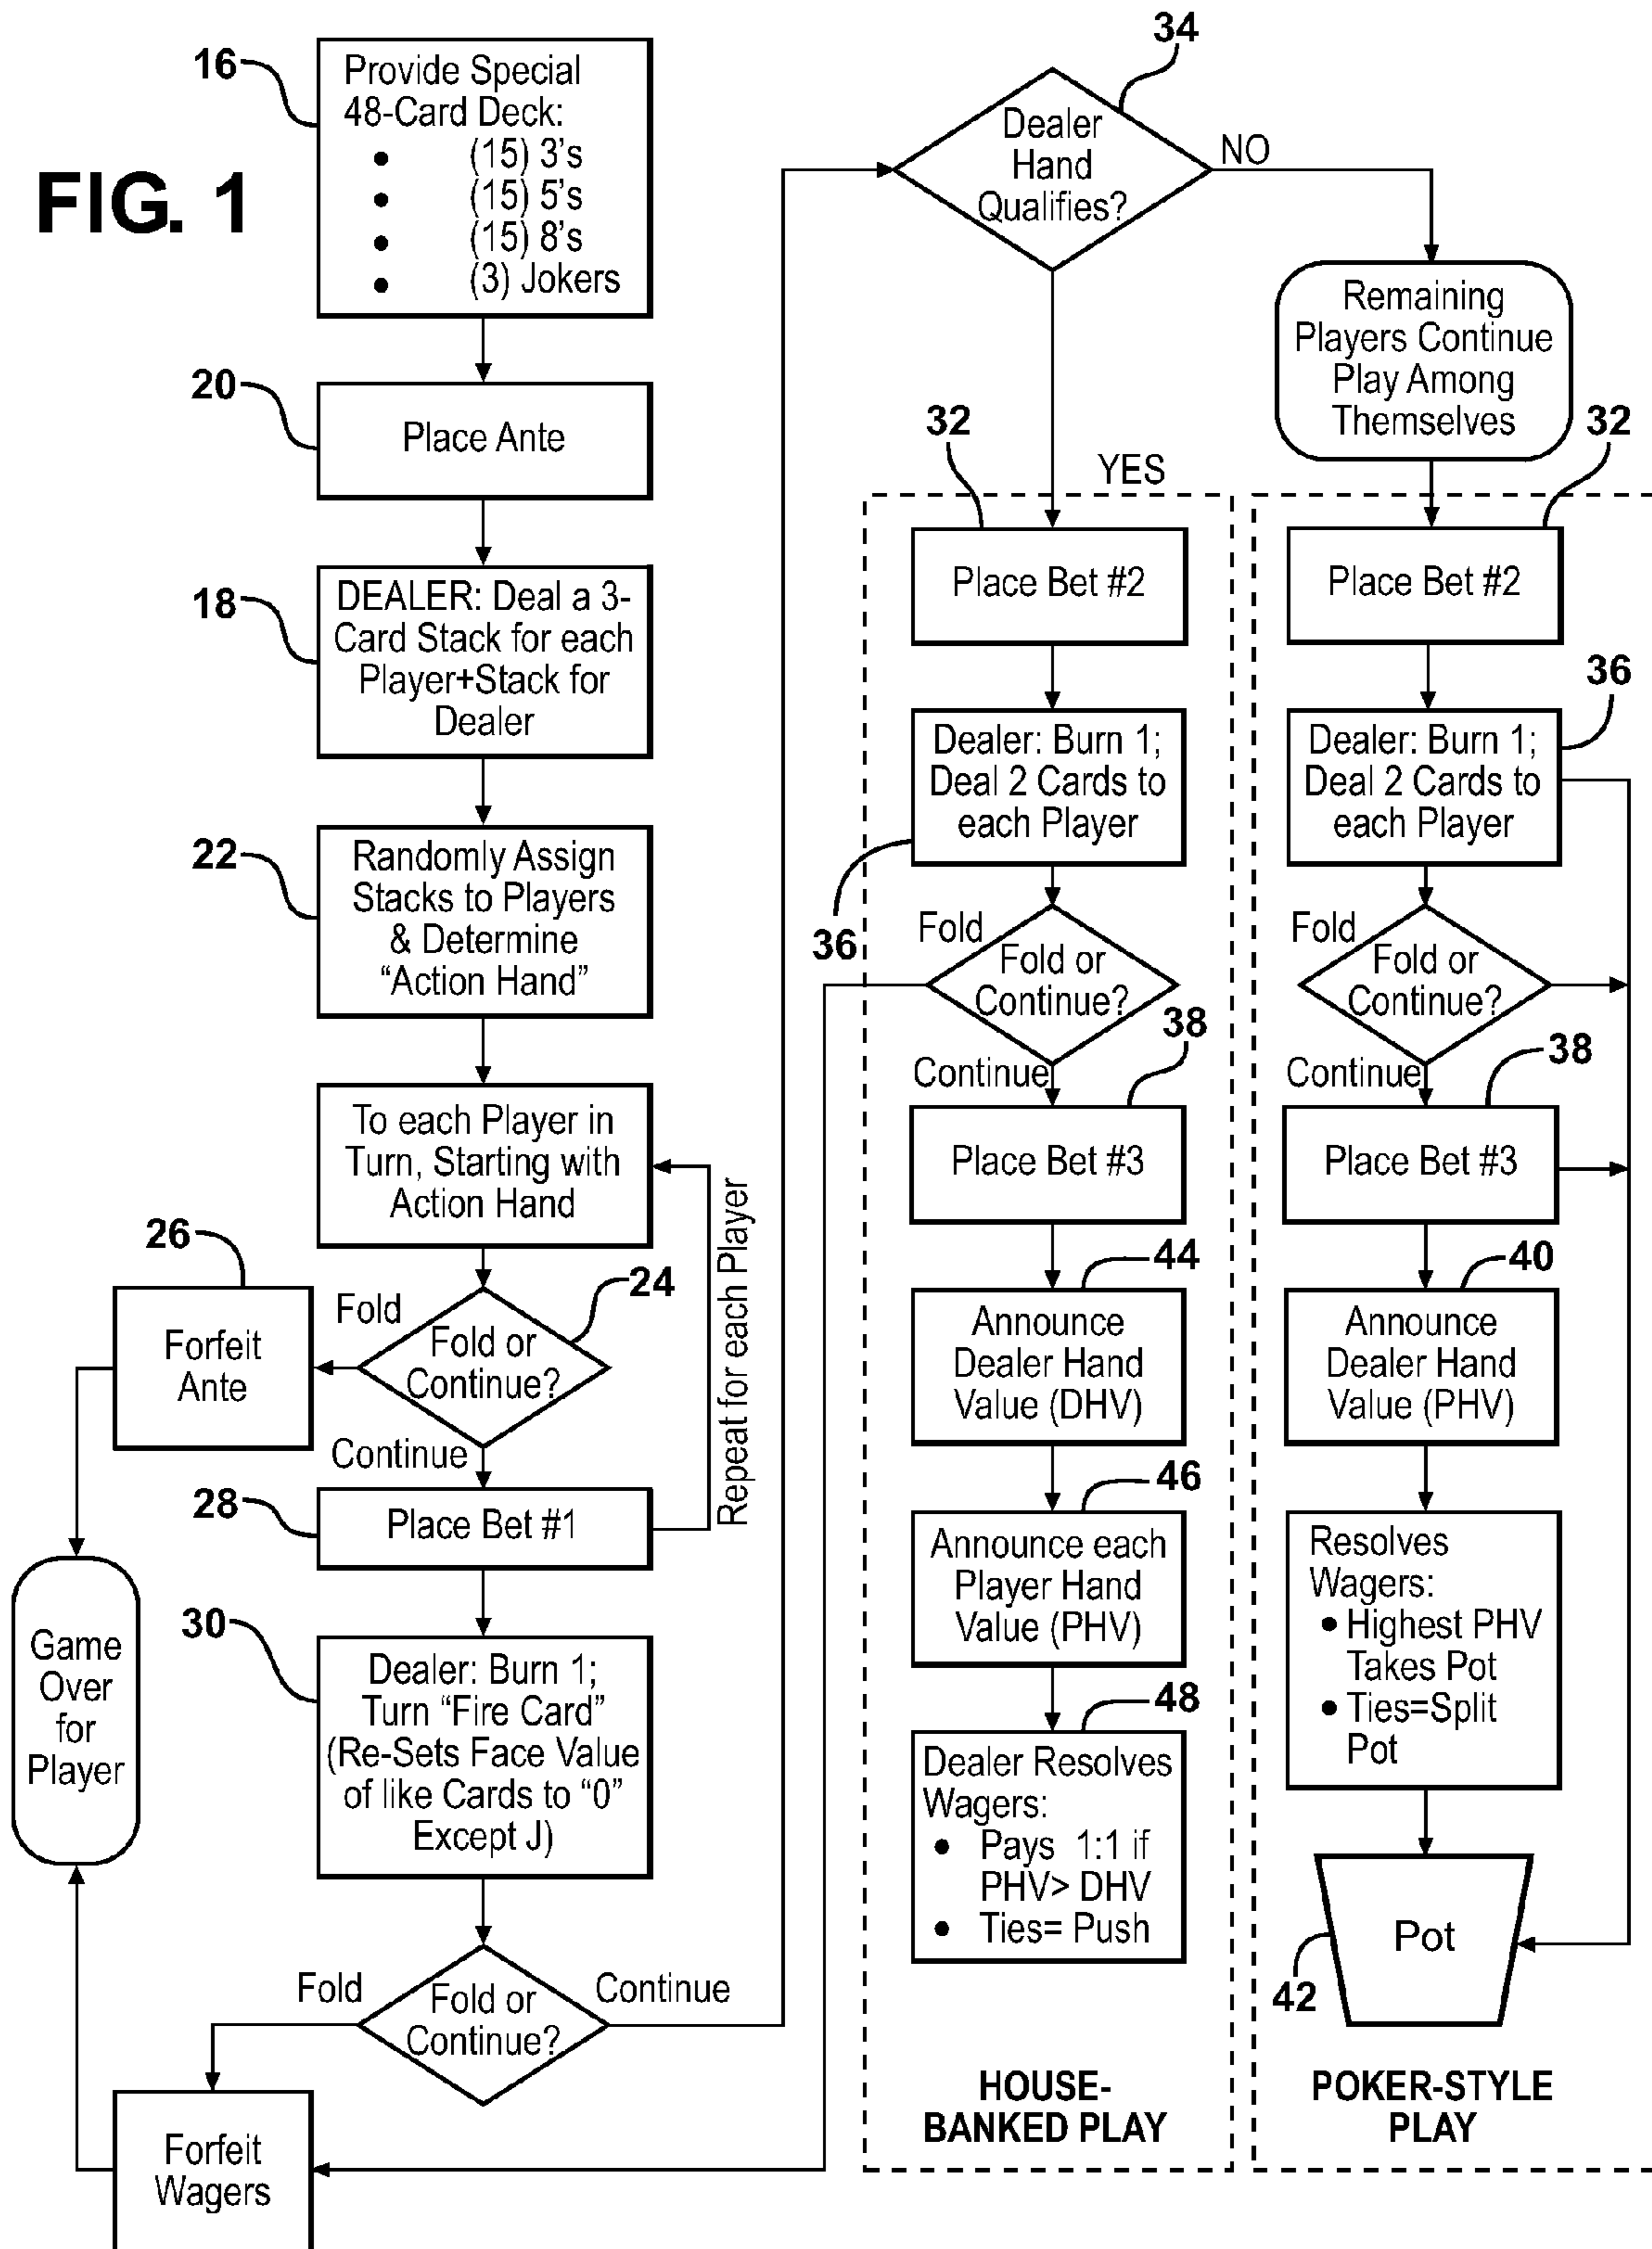 FIG. 1
16
Provide Special
48-Card Deck:
• (15) 3's
• (15) 5's
• (15) 8's
• (3) Jokers
20
Place Ante
18
DEALER: Deal a 3-
Card Stack for each
Player+Stack for
Dealer
22
Randomly Assign
Stacks to Players
& Determine
“Action Hand”
To each Player in
Turn, Starting with
Action Hand
Repeat for each Player
26
Forfeit
Ante
Fold
24
Fold or
Continue?
Continue
28
Place Bet #1
30
Dealer: Burn 1;
Turn “Fire Card”
(Re-Sets Face Value
of like Cards to “0”
Except J)
Game
Over
for
Player
Fold
Fold or
Continue?
Continue
Forfeit
Wagers
34
Dealer
Hand
Qualifies?
NO
YES
Remaining
Players Continue
Play Among
Themselves
32
Place Bet #2
36
Dealer: Burn 1;
Deal 2 Cards to
each Player
Fold
Fold or
Continue?
Continue
38
Place Bet #3
44
Announce
Dealer Hand
Value (DHV)
46
Announce each
Player Hand
Value (PHV)
48
Dealer Resolves
Wagers:
• Pays 1:1 if
PHV> DHV
• Ties= Push
HOUSE-
BANKED PLAY
32
Place Bet #2
36
Dealer: Burn 1;
Deal 2 Cards to
each Player
Fold
Fold or
Continue?
Continue
38
Place Bet #3
40
Announce
Dealer Hand
Value (PHV)
Resolves
Wagers:
• Highest PHV
Takes Pot
• Ties=Split
Pot
Pot
42
POKER-STYLE
PLAY